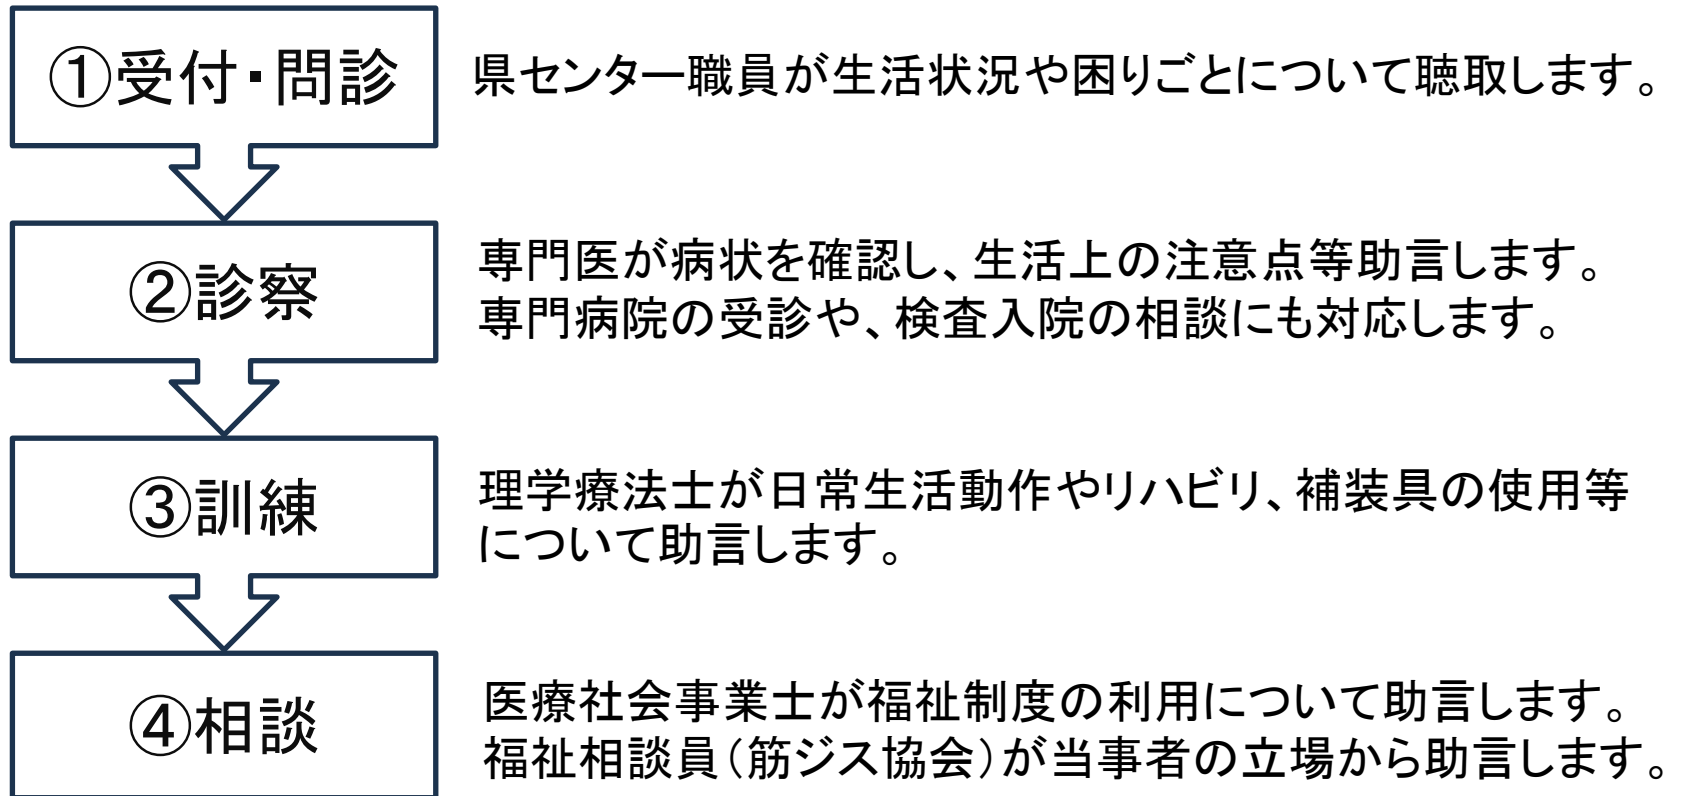 ①受付・問診
県センター職員が生活状況や困りごとについて聴取します。
②診察
専門医が病状を確認し、生活上の注意点等助言します。
専門病院の受診や、検査入院の相談にも対応します。
③訓練
理学療法士が日常生活動作やリハビリ、補装具の使用等
について助言します。
④相談
医療社会事業士が福祉制度の利用について助言します。
福祉相談員(筋ジス協会)が当事者の立場から助言します。